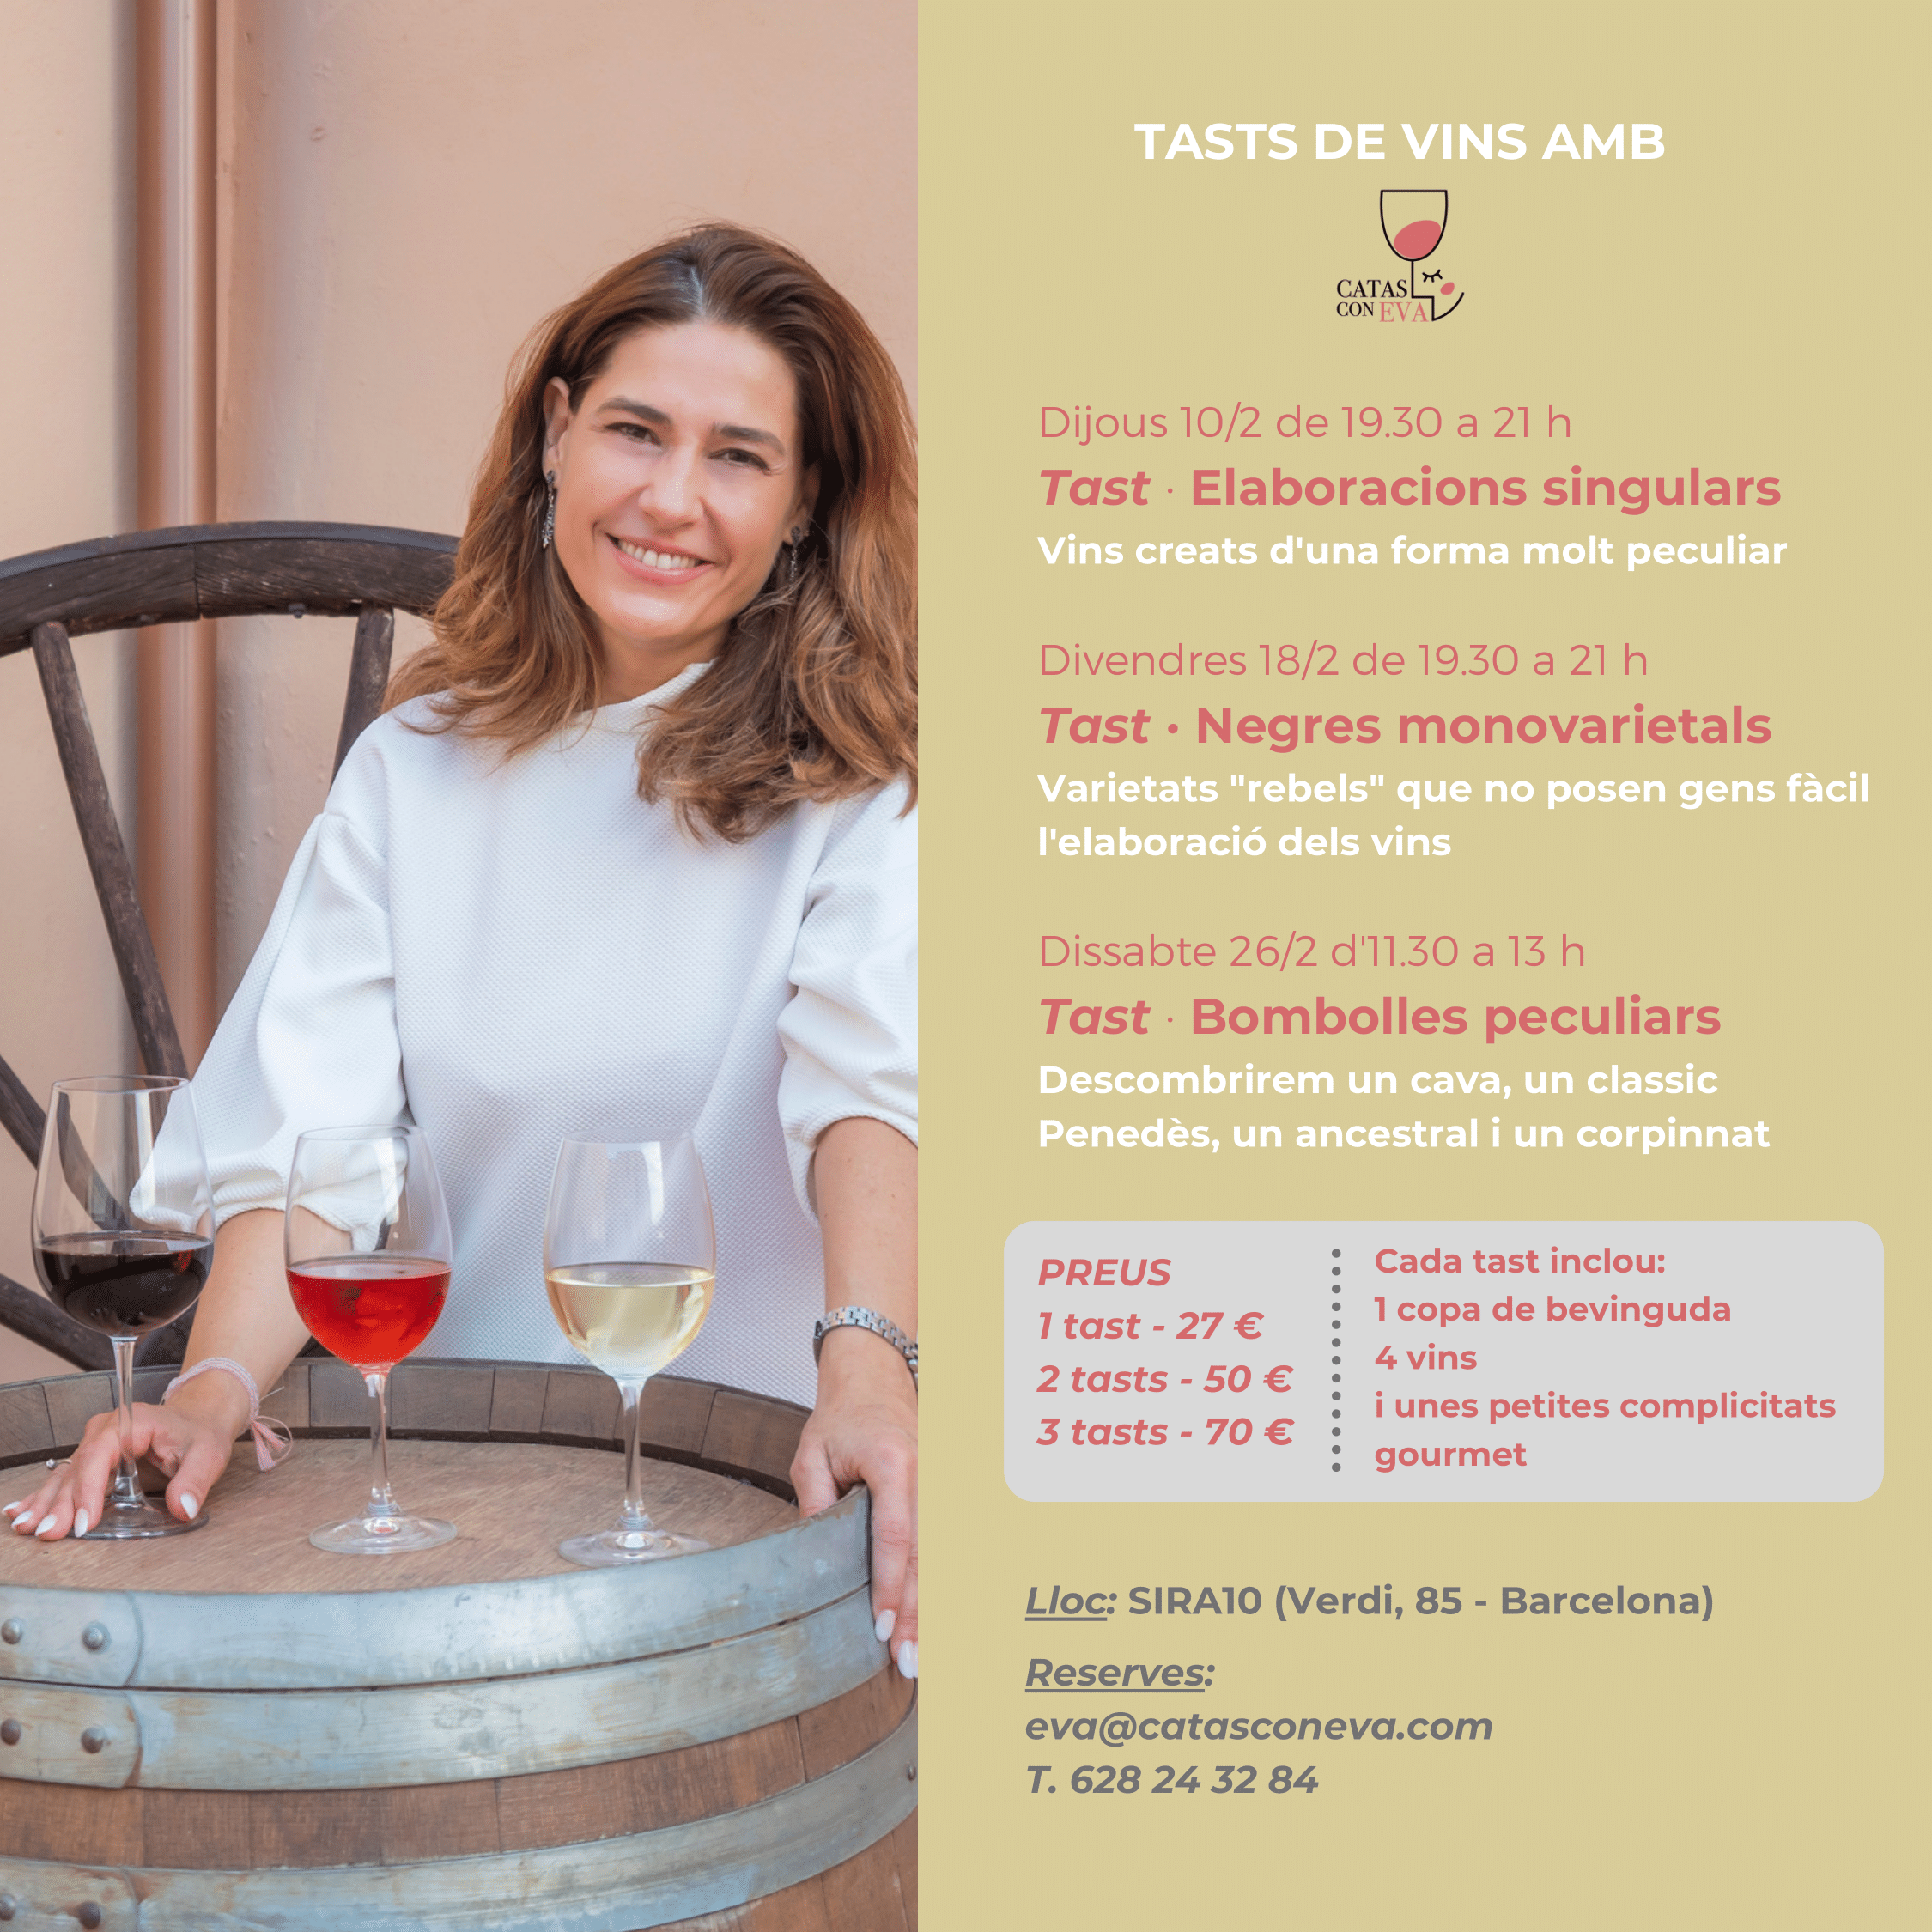 TASTS DE VINS AMB
CATAS
CON EVA
Dijous 10/2 de 19.30 a 21 h
Tast · Elaboracions singulars
Vins creats d'una forma molt peculiar
Divendres 18/2 de 19.30 a 21 h
Tast · Negres monovarietals
Varietats "rebels" que no posen gens fàcil
l'elaboració dels vins
Dissabte 26/2 d'11.30 a 13 h
Tast · Bombolles peculiars
Descombrirem un cava, un classic
Penedès, un ancestral i un corpinnat
PREUS
1 tast - 27 €
2 tasts - 50 €
3 tasts - 70 €
Cada tast inclou:
1 copa de bevinguda
4 vins
i unes petites complicitats
gourmet
Lloc: SIRA10 (Verdi, 85 - Barcelona)
Reserves:
eva@catasconeva.com
T. 628 24 32 84